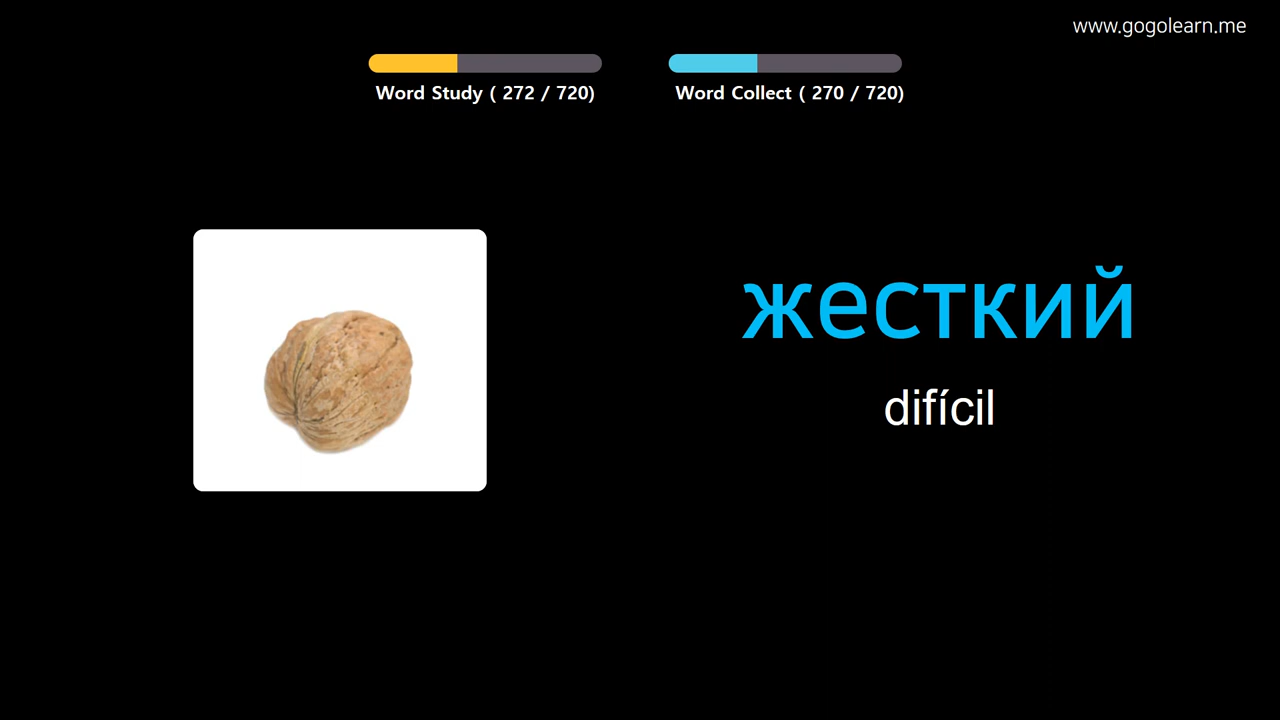 www.gogolearn.me
Word Study ( 272 / 720)
Word Collect ( 270 / 720)
жесткий
difícil